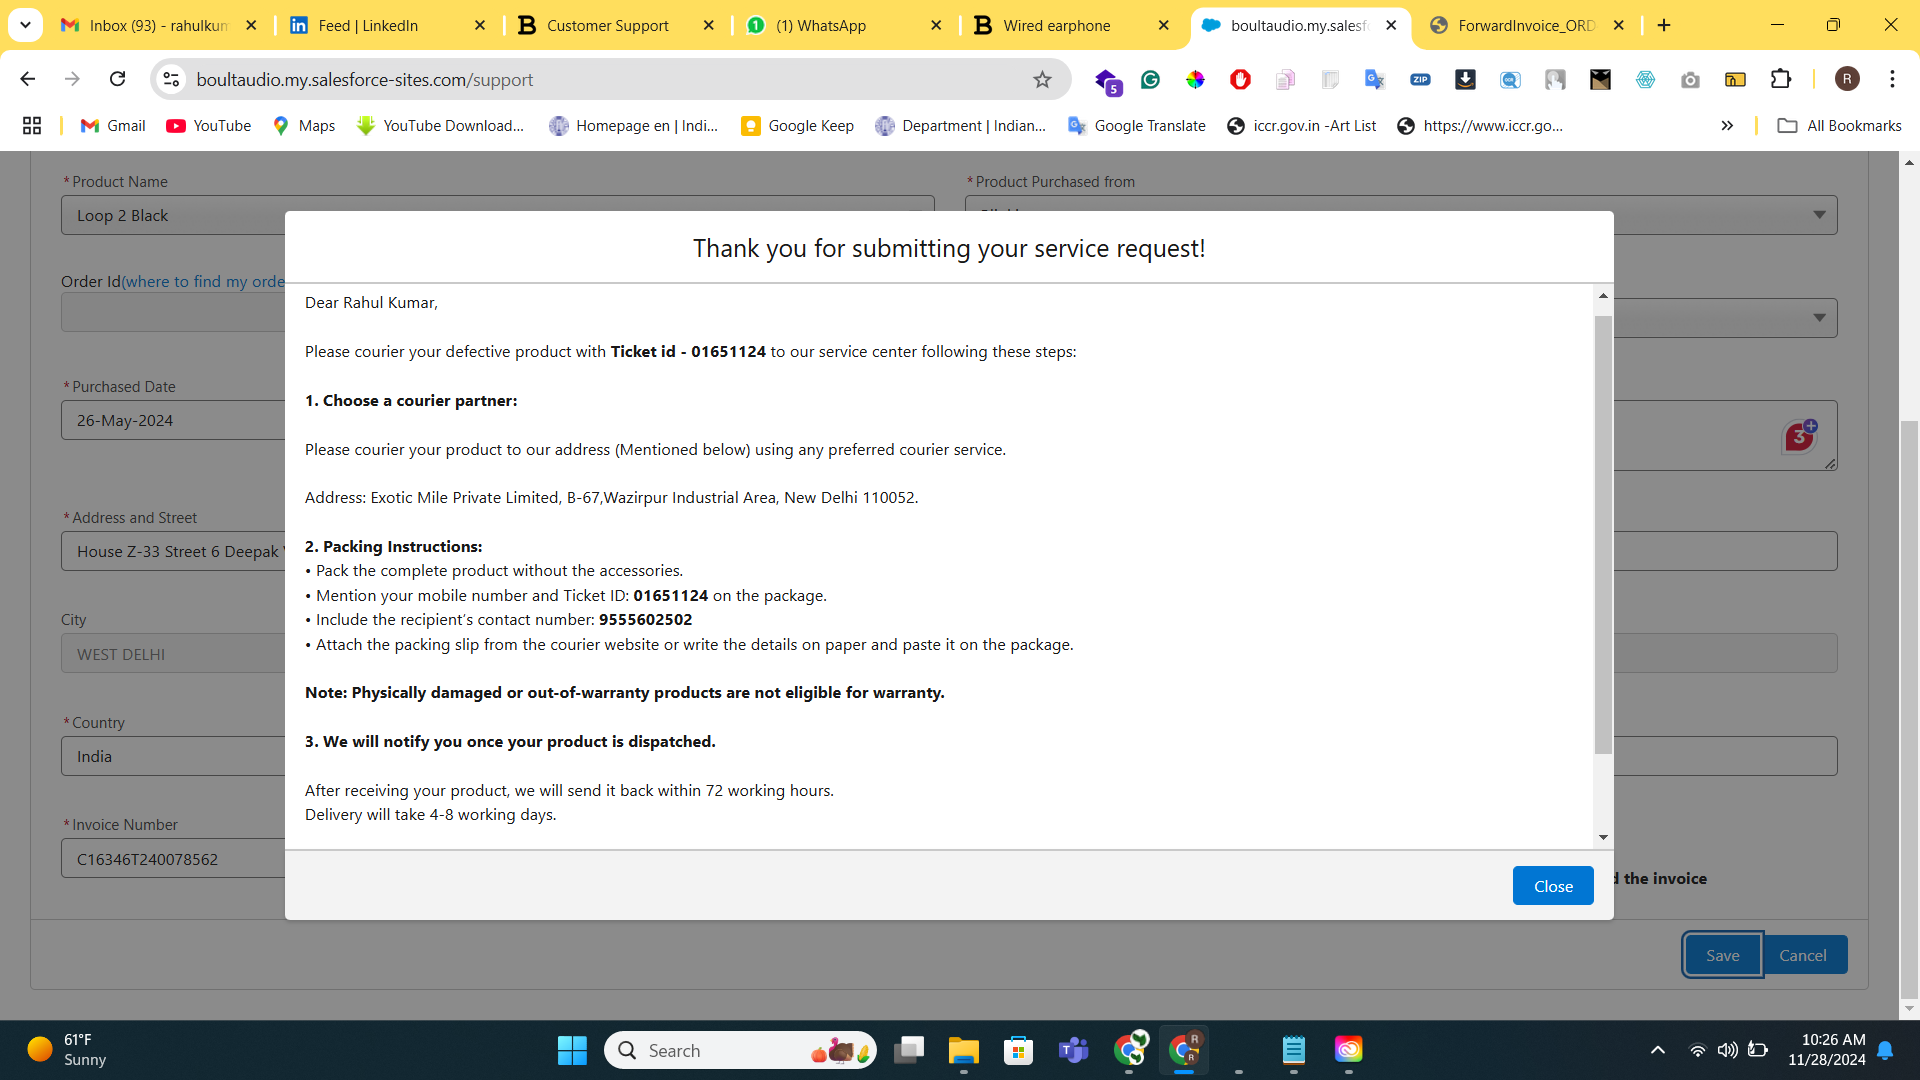 Inbox (93) - rahulkum
Feed | LinkedIn
Customer Support
(1) WhatsApp
Wired earphone
boultaudio.my.salesf
ForwardInvoice_ORD
boultaudio.my.salesforce-sites.com/support
5
ZIP
R
Gmail
YouTube
Maps
YouTube Download...
Homepage en | Indi...
Google Keep
Department | Indian...
Google Translate
iccr.gov.in -Art List
https://www.iccr.go...
All Bookmarks
*Product Name
*Product Purchased from
Loop 2 Black
Thank you for submitting your service request!
Order Id(where to find my orde
Dear Rahul Kumar,
Please courier your defective product with Ticket id - 01651124 to our service center following these steps:
*Purchased Date
26-May-2024
1. Choose a courier partner:
Please courier your product to our address (Mentioned below) using any preferred courier service.
3
Address: Exotic Mile Private Limited, B-67,Wazirpur Industrial Area, New Delhi 110052.
*Address and Street
House Z-33 Street 6 Deepak
2. Packing Instructions:
• Pack the complete product without the accessories.
• Mention your mobile number and Ticket ID: 01651124 on the package.
• Include the recipient's contact number: 9555602502
• Attach the packing slip from the courier website or write the details on paper and paste it on the package.
City
WEST DELHI
Note: Physically damaged or out-of-warranty products are not eligible for warranty.
*Country
India
3. We will notify you once your product is dispatched.
After receiving your product, we will send it back within 72 working hours.
Delivery will take 4-8 working days.
*Invoice Number
C16346T240078562
d the invoice
Close
Save
Cancel
61°F
Sunny
Search
10:26 AM
11/28/2024